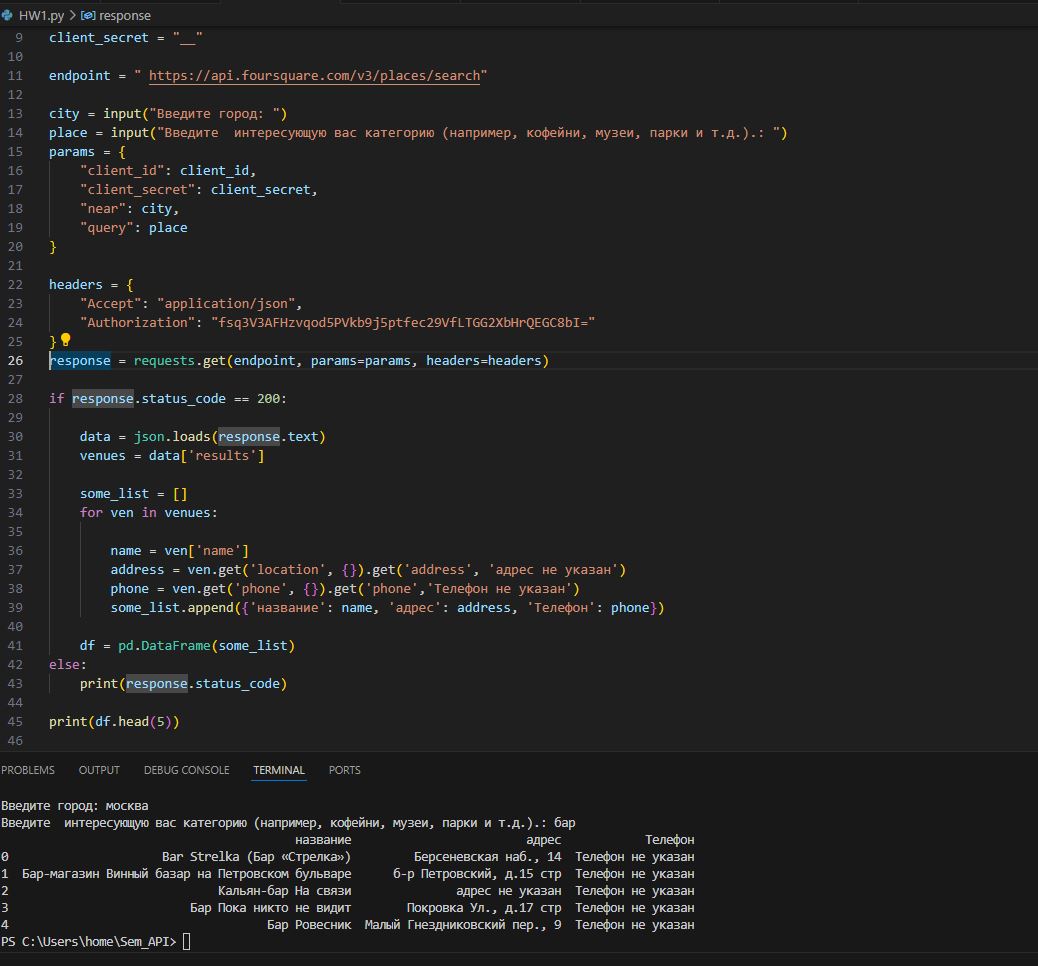 HW1.py > response
9 client_secret = "__"
10
11 endpoint = " https://api.foursquare.com/v3/places/search"
12
13 city = input("Введите город: ")
14 place = input("Введите  интересующую вас категорию (например, кофейни, музеи, парки и т.д.).: ")
15 params = {
16     "client_id": client_id,
17     "client_secret": client_secret,
18     "near": city,
19     "query": place
20 }
21
22 headers = {
23     "Accept": "application/json",
24     "Authorization": "fsq3V3AFHzvqod5PVkb9j5ptfec29VfLTGG2XbHrQEGC8bI="
25 }
26 response = requests.get(endpoint, params=params, headers=headers)
27
28 if response.status_code == 200:
29
30     data = json.loads(response.text)
31     venues = data['results']
32
33     some_list = []
34     for ven in venues:
35
36         name = ven['name']
37         address = ven.get('location', {}).get('address', 'адрес не указан')
38         phone = ven.get('phone', {}).get('phone','Телефон не указан')
39         some_list.append({'название': name, 'адрес': address, 'Телефон': phone})
40
41     df = pd.DataFrame(some_list)
42 else:
43     print(response.status_code)
44
45 print(df.head(5))
46
PROBLEMS OUTPUT DEBUG CONSOLE TERMINAL PORTS
Введите город: москва
Введите  интересующую вас категорию (например, кофейни, музеи, парки и т.д.).: бар
название адрес Телефон
0 Bar Strelka (Бар «Стрелка») Берсеневская наб., 14 Телефон не указан
1 Бар-магазин Винный базар на Петровском бульваре б-р Петровский, д.15 стр Телефон не указан
2 Кальян-бар На связи адрес не указан Телефон не указан
3 Бар Пока никто не видит Покровка Ул., д.17 стр Телефон не указан
4 Бар Ровесник Малый Гнездниковский пер., 9 Телефон не указан
PS C:\Users\home\Sem_API>